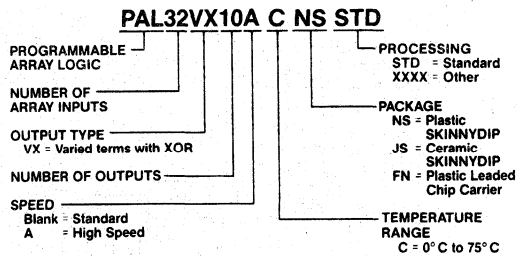 PAL32VX10A C NS STD
PROGRAMMABLE
ARRAY LOGIC
NUMBER OF
ARRAY INPUTS
OUTPUT TYPE
VX = Varied terms with XOR
NUMBER OF OUTPUTS
SPEED
Blank = Standard
A = High Speed
PROCESSING
STD = Standard
XXXX = Other
PACKAGE
NS = Plastic
SKINNYDIP
JS = Ceramic
SKINNYDIP
FN = Plastic Leaded
Chip Carrier
TEMPERATURE
RANGE
C = 0°C to 75°C